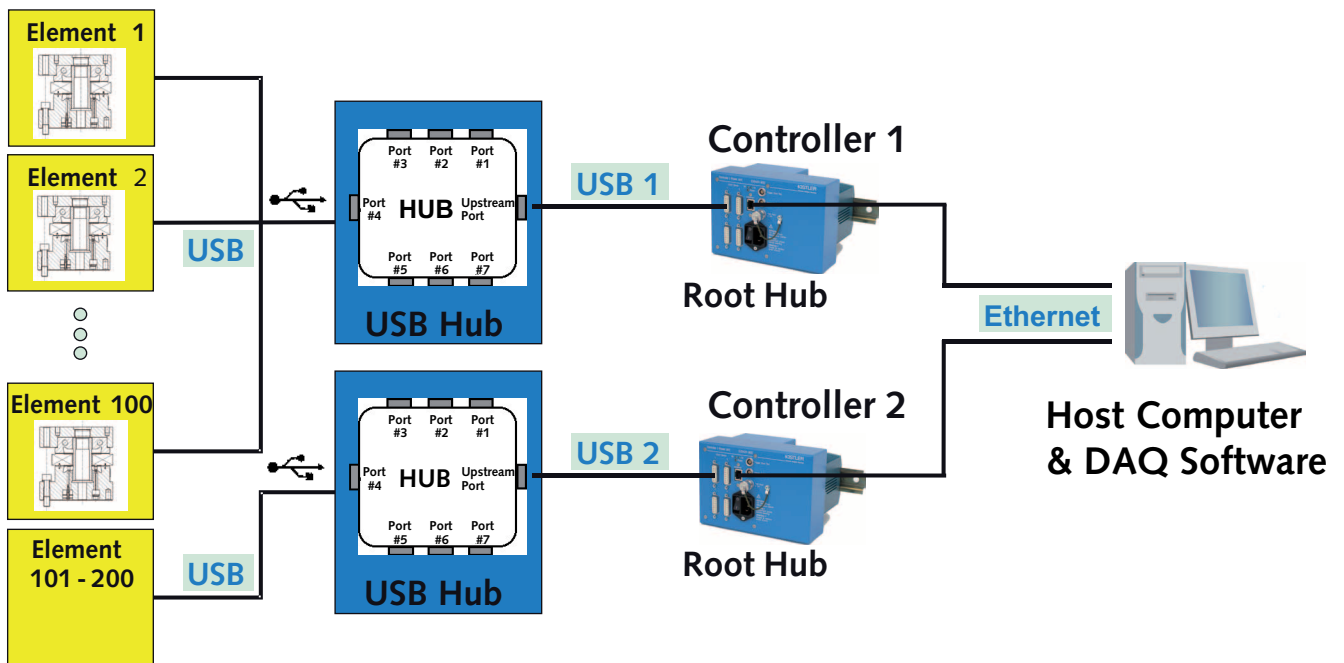 Element 1
Element 2
Element 100
Element
101 - 200
USB
USB
Port
#3
Port
#2
Port
#1
Port
#4
HUB
Upstream
Port
Port
#5
Port
#6
Port
#7
USB Hub
Port
#3
Port
#2
Port
#1
Port
#4
HUB
Upstream
Port
Port
#5
Port
#6
Port
#7
USB Hub
USB 1
USB 2
Controller 1
KISTLER
Root Hub
Controller 2
KISTLER
Root Hub
Ethernet
Host Computer
& DAQ Software